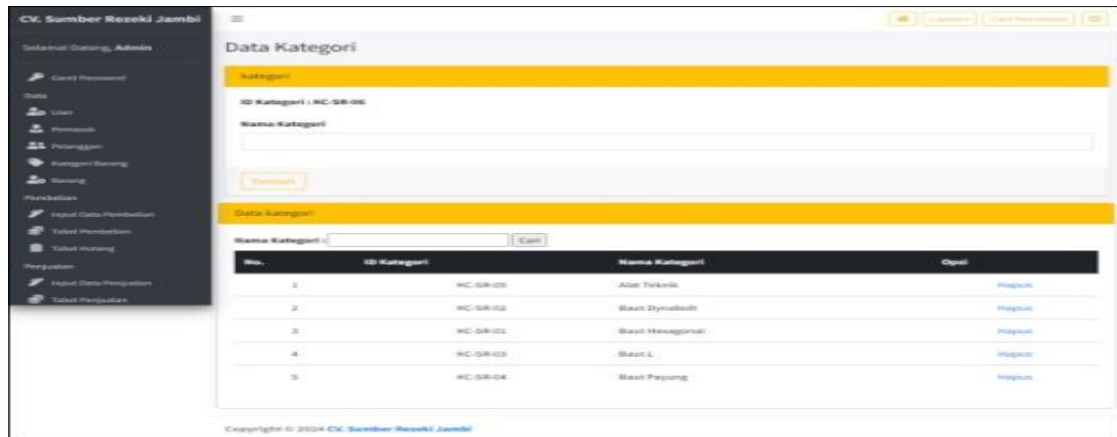 CV. Sumber Rezeki Jambi
Selamat Datang, Admin
Ganti Password
Data
User
Pemasok
Pelanggan
Kategori Barang
Barang
Pembelian
Input Data Pembelian
Tabel Pembelian
Tabel Hutang
Penjualan
Input Data Penjualan
Tabel Penjualan
Laporan
Data Kategori
kategori
ID Kategori : KC-SR-06
Nama Kategori
Tambah
Data kategori
Nama Kategori : Cari
No. ID Kategori Nama Kategori Opsi
1 KC-SR-05 Alat Teknik Hapus
2 KC-SR-02 Baut Dynabolt Hapus
3 KC-SR-01 Baut Hexagonal Hapus
4 KC-SR-03 Baut L Hapus
5 KC-SR-04 Baut Payung Hapus
Copyright © 2024 CV. Sumber Rezeki Jambi